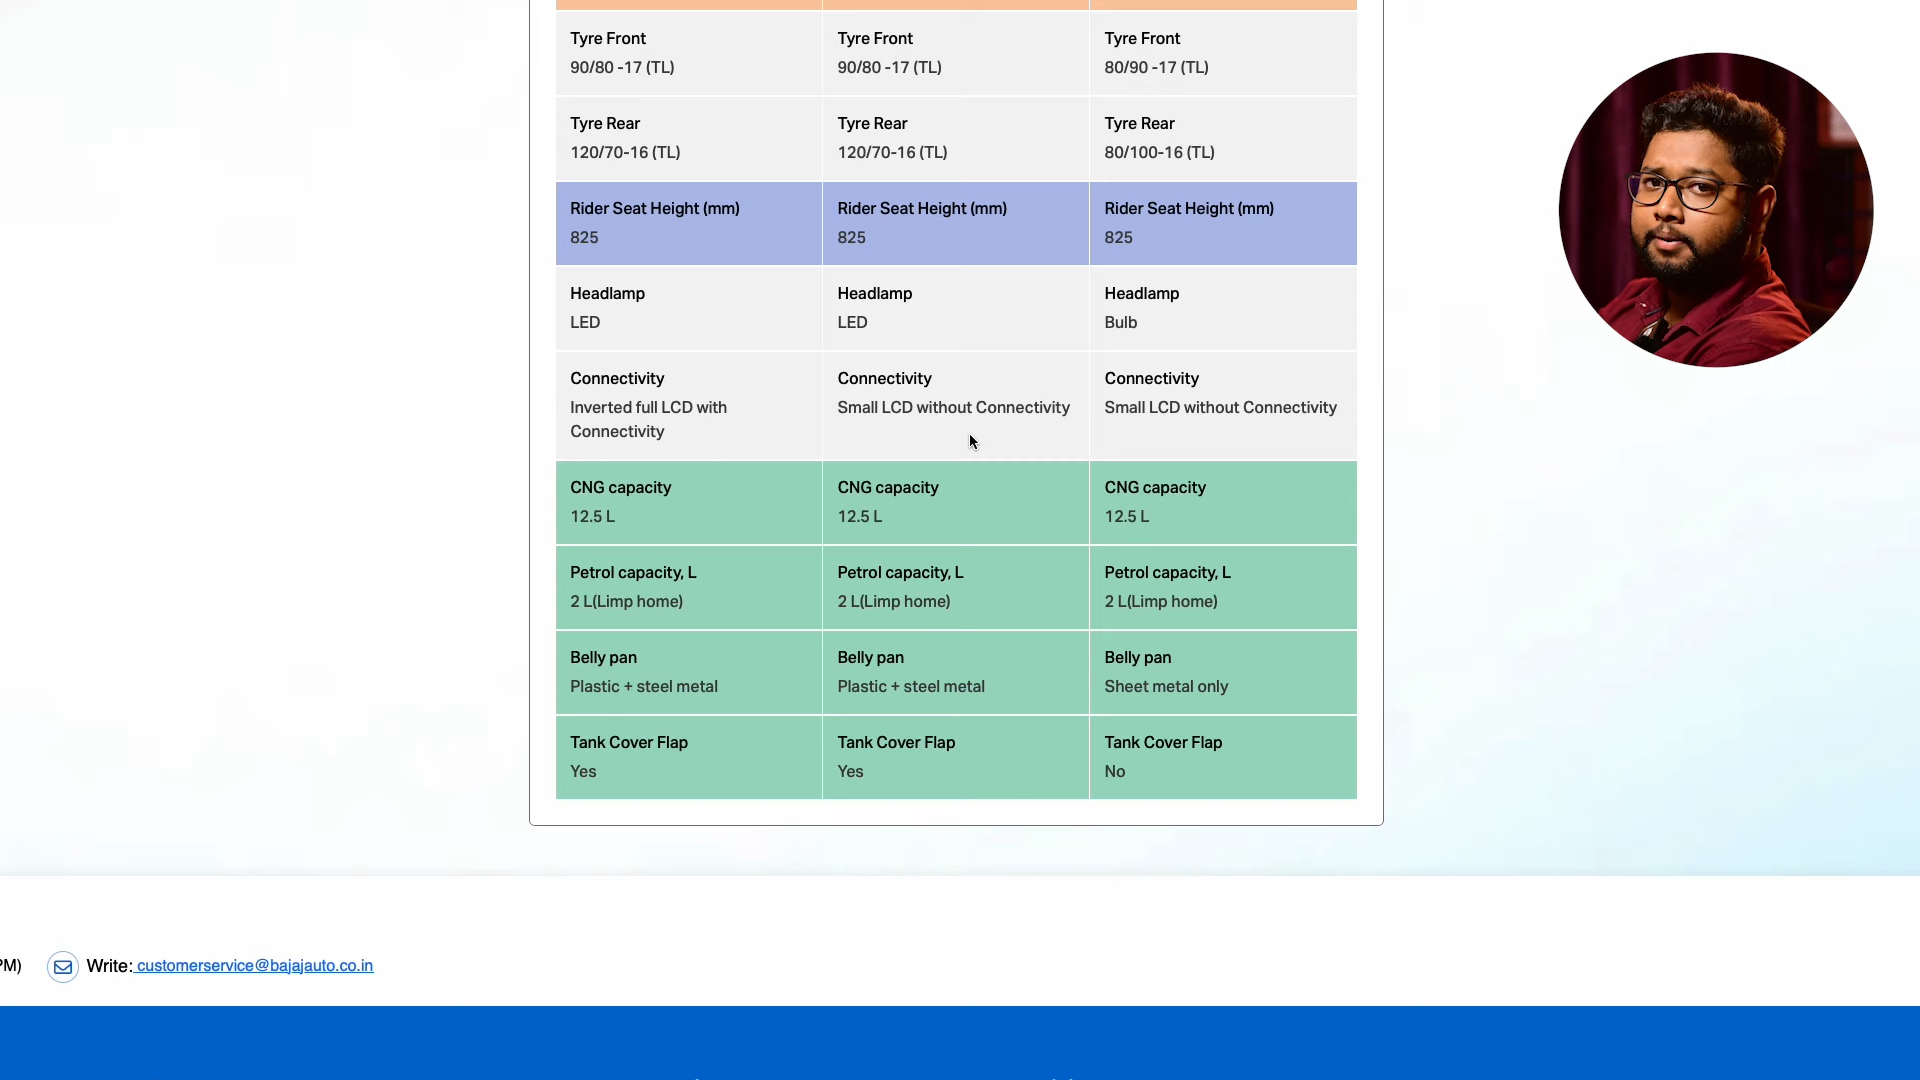 Tyre Front
90/80 -17 (TL)
Tyre Front
90/80 -17 (TL)
Tyre Front
80/90 -17 (TL)
Tyre Rear
120/70-16 (TL)
Tyre Rear
120/70-16 (TL)
Tyre Rear
80/100-16 (TL)
Rider Seat Height (mm)
825
Rider Seat Height (mm)
825
Rider Seat Height (mm)
825
Headlamp
LED
Headlamp
LED
Headlamp
Bulb
Connectivity
Inverted full LCD with
Connectivity
Connectivity
Small LCD without Connectivity
Connectivity
Small LCD without Connectivity
CNG capacity
12.5 L
CNG capacity
12.5 L
CNG capacity
12.5 L
Petrol capacity, L
2 L(Limp home)
Petrol capacity, L
2 L(Limp home)
Petrol capacity, L
2 L(Limp home)
Belly pan
Plastic + steel metal
Belly pan
Plastic + steel metal
Belly pan
Sheet metal only
Tank Cover Flap
Yes
Tank Cover Flap
Yes
Tank Cover Flap
No
PM) Write: customerservice@bajajauto.co.in